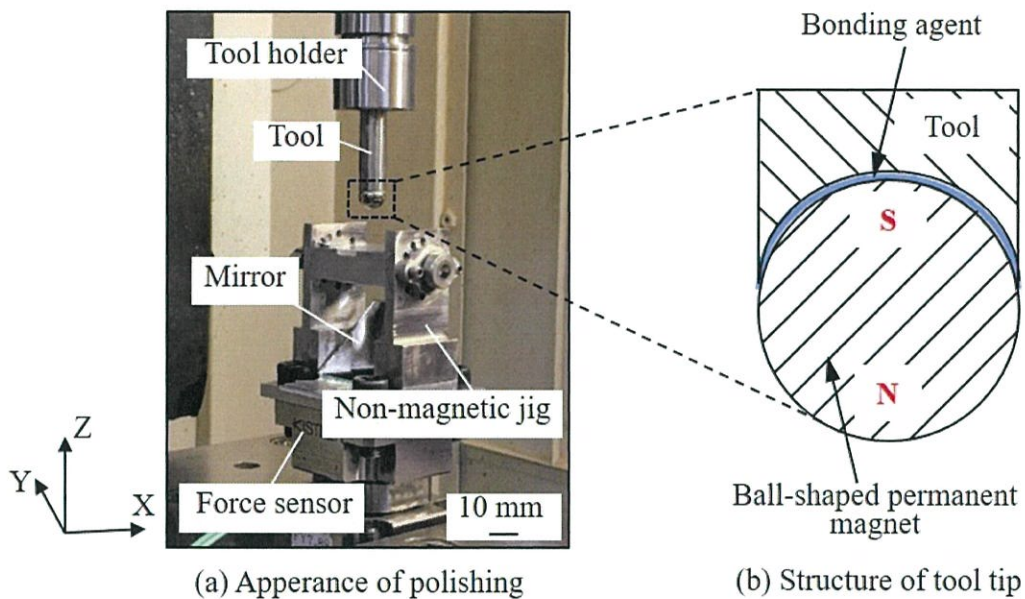 Tool holder
Tool
Mirror
Non-magnetic jig
Force sensor
10 mm
Z
Y
X
(a) Apperance of polishing
Bonding agent
Tool
S
N
Ball-shaped permanent
magnet
(b) Structure of tool tip